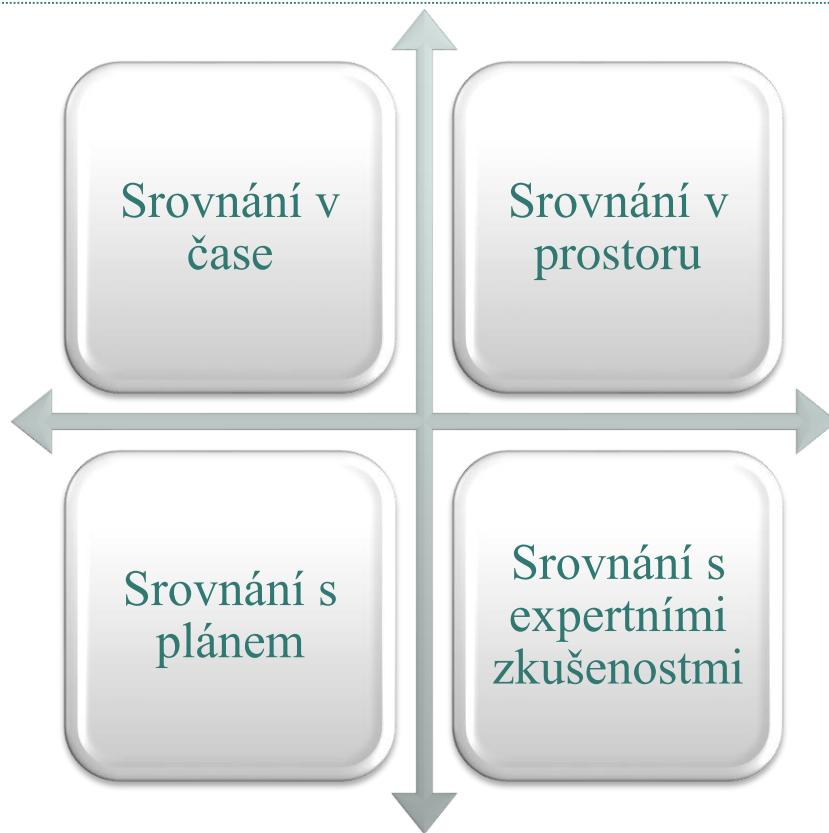 Srovnání v
čase
Srovnání v
prostoru
Srovnání s
plánem
Srovnání s
expertními
zkušenostmi